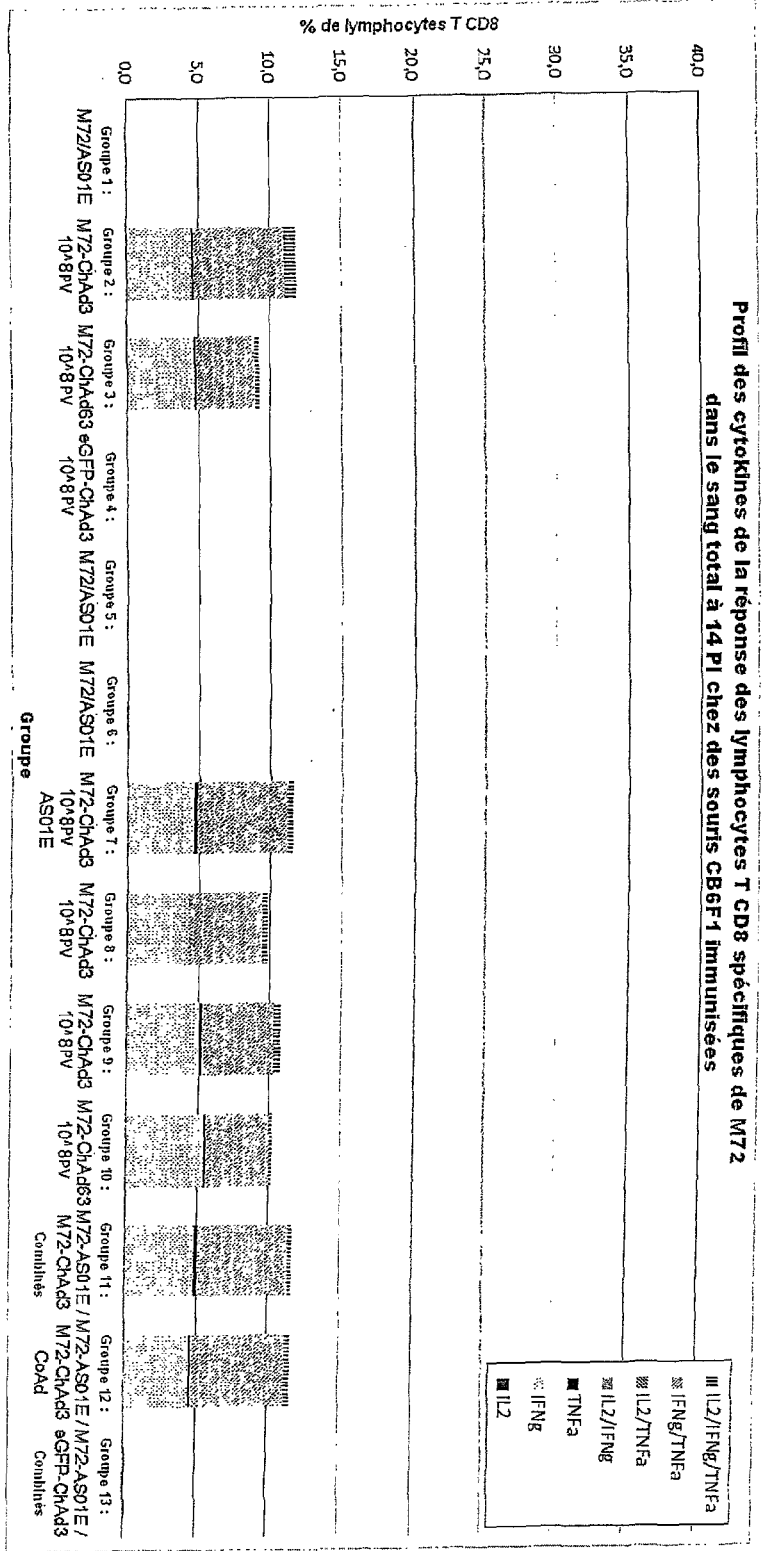 Profil des cytokines de la réponse des lymphocytes T CD8 spécifiques de M72
dans le sang total à 14 PI chez des souris CB6F1 immunisées
% de lymphocytes T CD8
40,0
35,0
30,0
25,0
20,0
15,0
10,0
5,0
0,0
IL2/IFNg/TNFa
IFNg/TNFa
IL2/TNFa
IL2/IFNg
TNFa
IFNg
IL2
Groupe 1 :
M72/AS01E
Groupe 2 :
M72-ChAd3
10^8PV
Groupe 3 :
M72-ChAd63
10^8PV
Groupe 4 :
eGFP-ChAd3
10^8PV
Groupe 5 :
M72/AS01E
Groupe 6 :
M72/AS01E
Groupe 7 :
M72-ChAd3
10^8PV
AS01E
Groupe 8 :
M72-ChAd3
10^8PV
Groupe 9 :
M72-ChAd3
10^8PV
Groupe 10 :
M72-ChAd63
10^8PV
Groupe 11 :
M72-AS01E /
M72-ChAd3
Combinés
Groupe 12 :
M72-AS01E /
M72-ChAd3
CoAd
Groupe 13 :
M72-AS01E /
eGFP-ChAd3
Combinés
Groupe